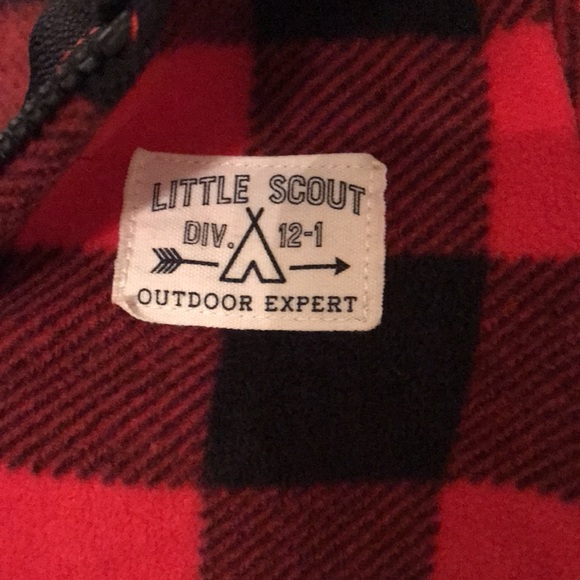 LITTLE SCOUT
DIV. 12-1
OUTDOOR EXPERT